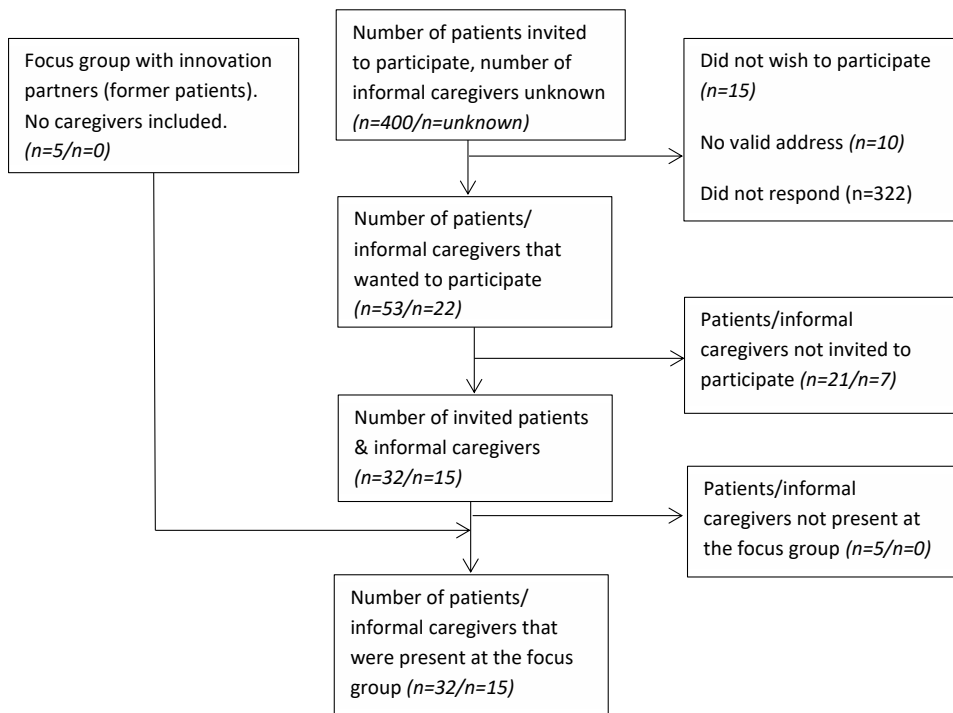 Focus group with innovation
partners (former patients).
No caregivers included.
(n=5/n=0)
Number of patients invited
to participate, number of
informal caregivers unknown
(n=400/n=unknown)
Did not wish to participate
(n=15)
No valid address (n=10)
Did not respond (n=322)
Number of patients/
informal caregivers that
wanted to participate
(n=53/n=22)
Patients/informal
caregivers not invited to
participate (n=21/n=7)
Number of invited patients
& informal caregivers
(n=32/n=15)
Patients/informal
caregivers not present at
the focus group (n=5/n=0)
Number of patients/
informal caregivers that
were present at the focus
group (n=32/n=15)